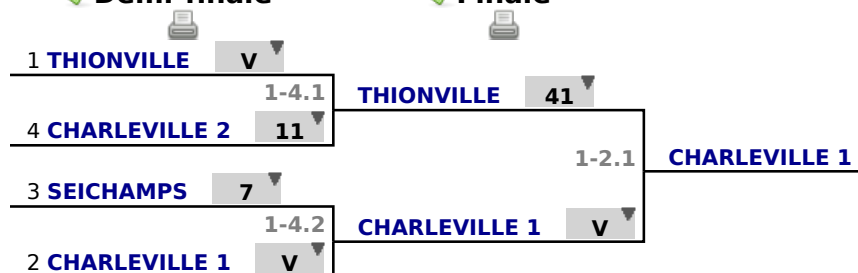 Demi-finale Finale
1 THIONVILLE V
1-4.1 THIONVILLE 41
4 CHARLEVILLE 2 11
1-2.1 CHARLEVILLE 1
3 SEICHAMPS 7
1-4.2 CHARLEVILLE 1 V
2 CHARLEVILLE 1 V